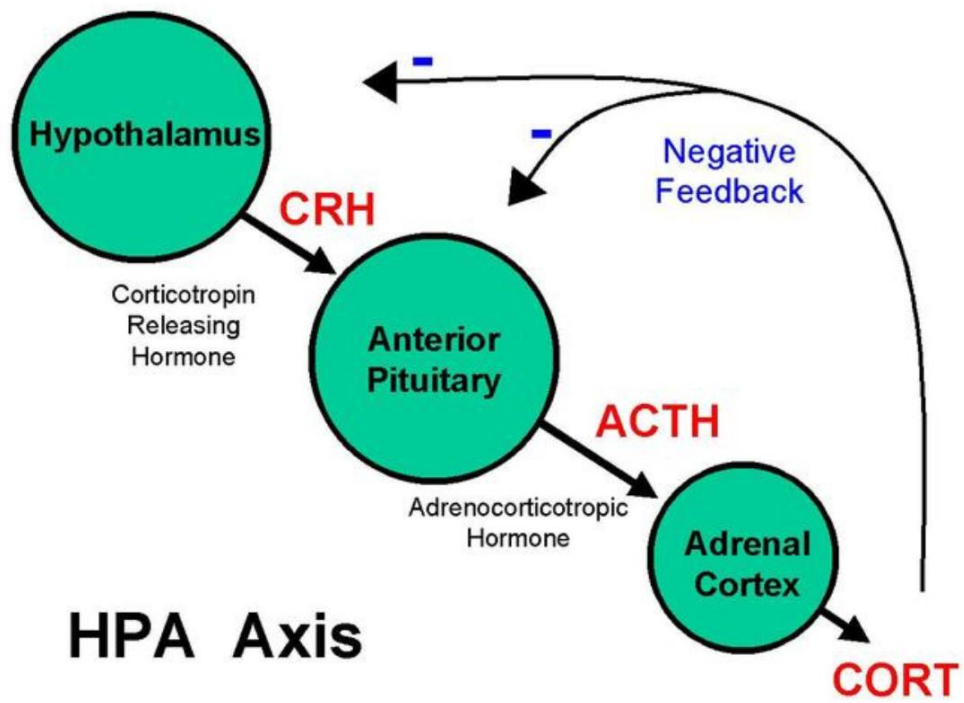 -
-
Hypothalamus
Negative
Feedback
CRH
Corticotropin
Releasing
Hormone
Anterior
Pituitary
ACTH
Adrenocorticotropic
Hormone
Adrenal
Cortex
HPA Axis
CORT